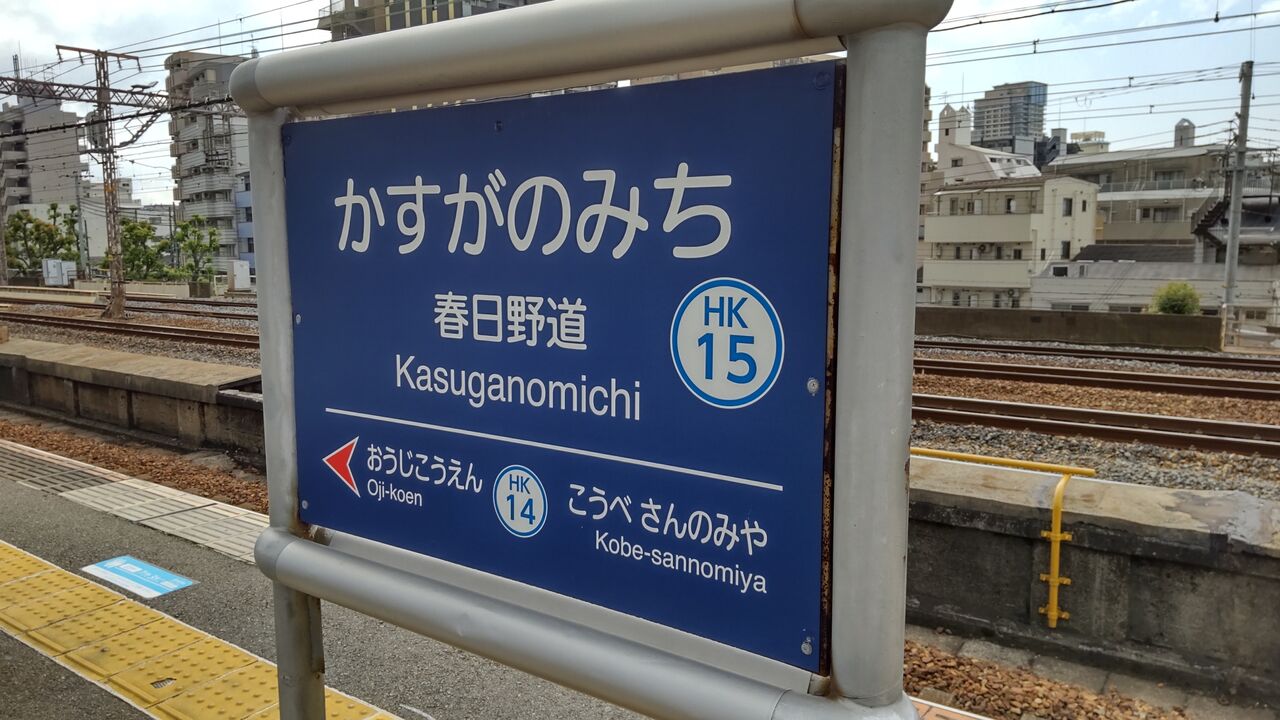 かすがのみち
春日野道
HK
15
Kasuganomichi
おうじこうえん
Oji-koen
HK
14
こうべ さんのみや
Kobe-sannomiya